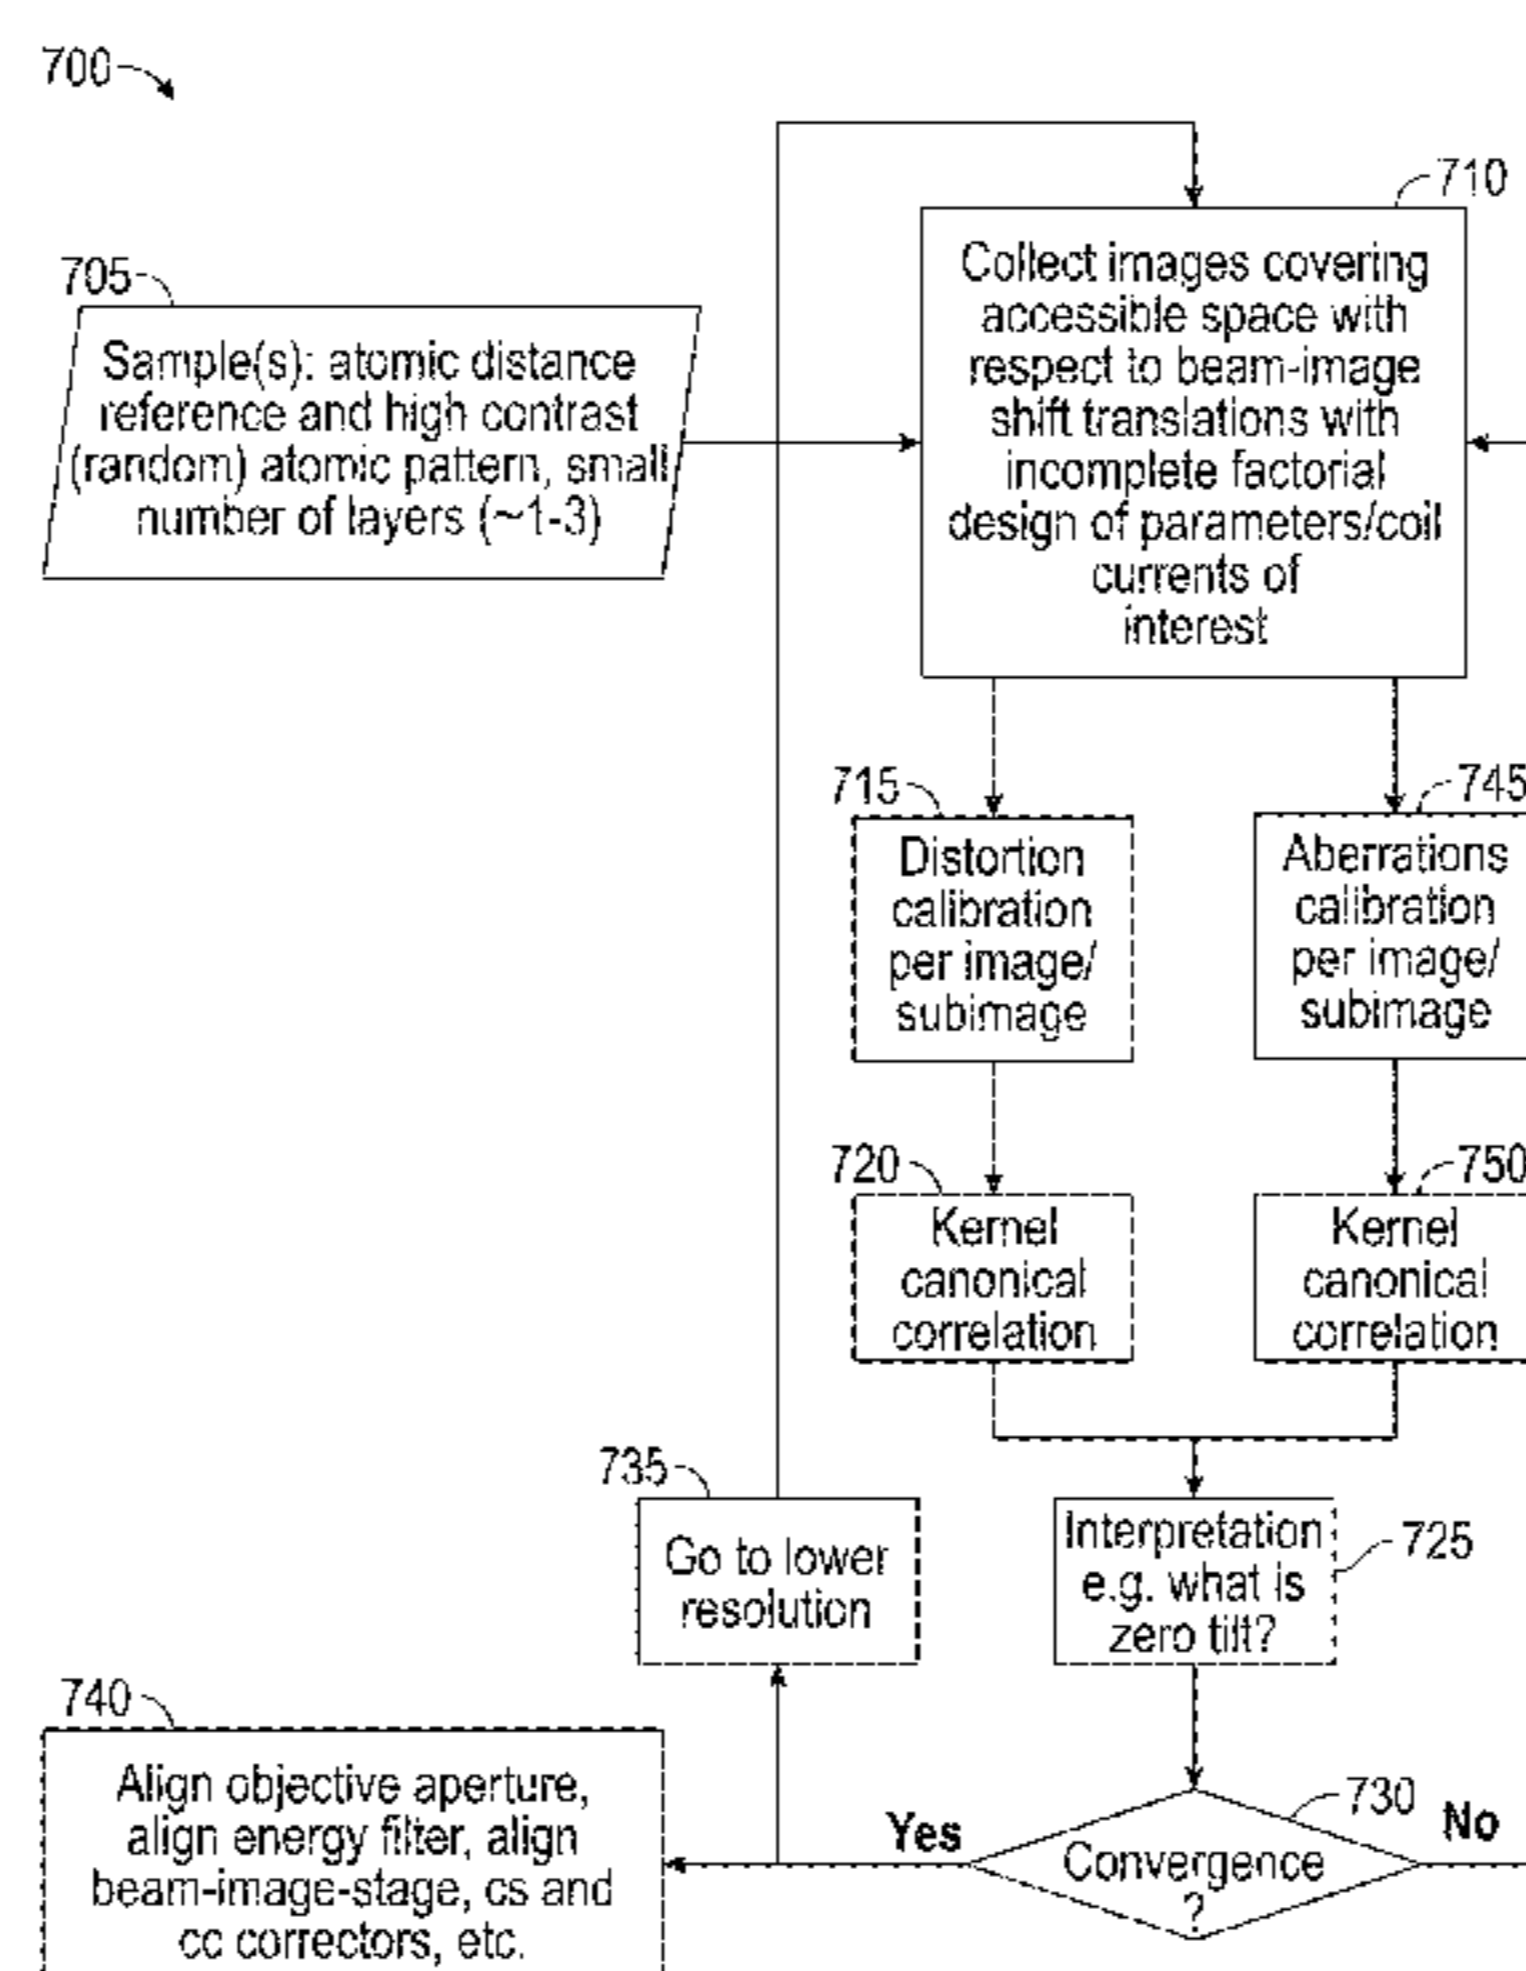 700
710
705
Collect images covering
accessible space with
respect to beam-image
shift translations with
incomplete factorial
design of parameters/coil
currents of
interest
Sample(s): atomic distance
reference and high contrast
(random) atomic pattern, small
number of layers (~1-3)
715
745
Distortion
calibration
per image/
subimage
Aberrations
calibration
per image/
subimage
720
750
Kernel
canonical
correlation
Kernel
canonical
correlation
735
Go to lower
resolution
Interpretation
e.g. what is
zero tilt?
725
740
Align objective aperture,
align energy filter, align
beam-image-stage, cs and
cc correctors, etc.
Yes
730
No
Convergence
?